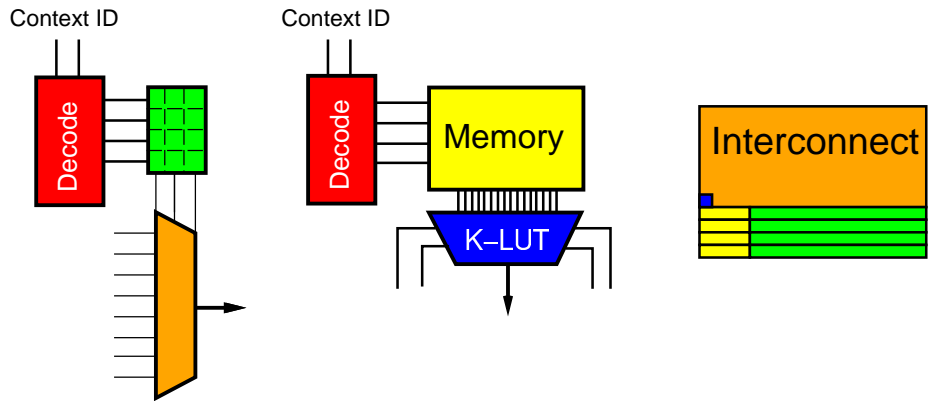 Context ID
Context ID
Decode
Decode
Memory
Interconnect
K–LUT